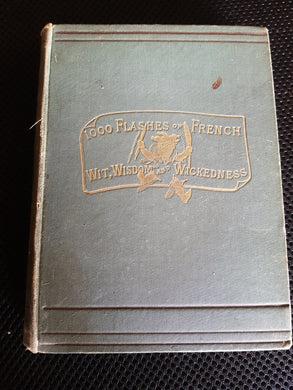 1000 FLASHES OF FRENCH
WIT, WISDOM AND WICKEDNESS